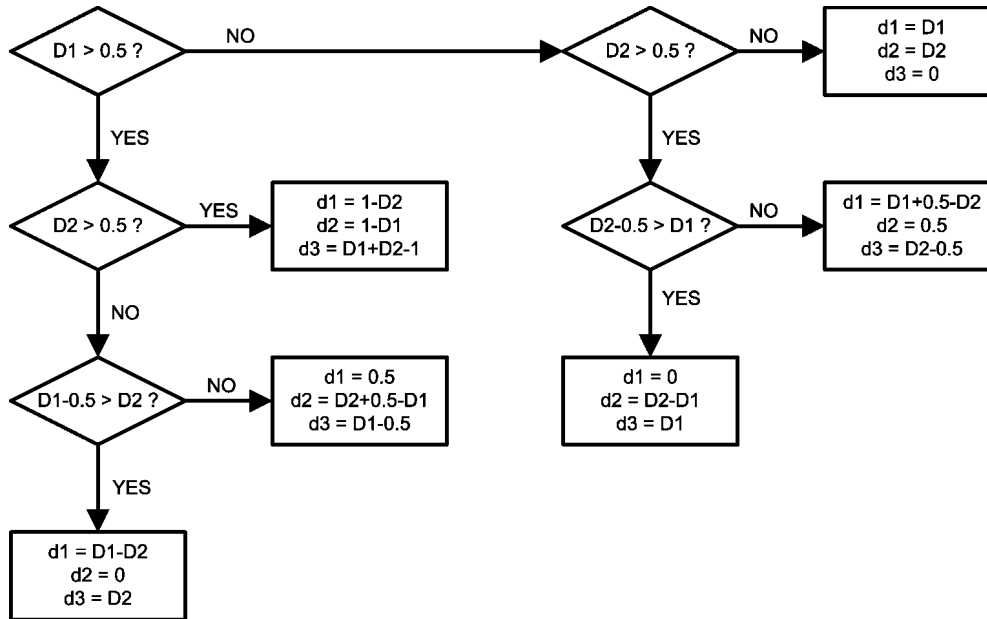 D1 > 0.5 ?
NO
D2 > 0.5 ?
NO
d1 = D1
d2 = D2
d3 = 0
YES
YES
D2 > 0.5 ?
YES
d1 = 1-D2
d2 = 1-D1
d3 = D1+D2-1
D2-0.5 > D1 ?
NO
d1 = D1+0.5-D2
d2 = 0.5
d3 = D2-0.5
NO
YES
D1-0.5 > D2 ?
NO
d1 = 0.5
d2 = D2+0.5-D1
d3 = D1-0.5
d1 = 0
d2 = D2-D1
d3 = D1
YES
d1 = D1-D2
d2 = 0
d3 = D2